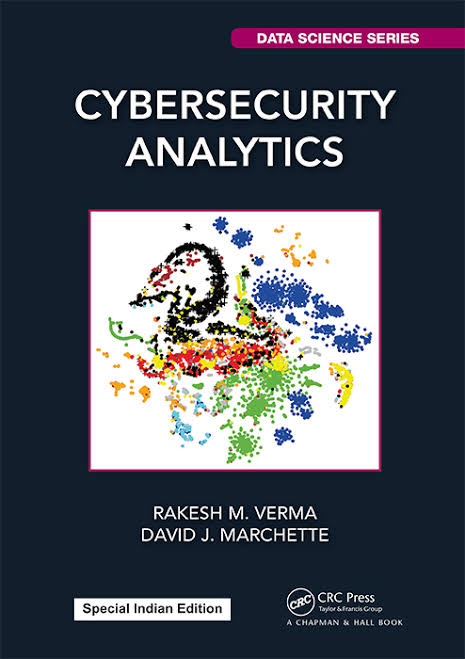 DATA SCIENCE SERIES
CYBERSECURITY
ANALYTICS
RAKESH M. VERMA
DAVID J. MARCHETTE
Special Indian Edition
CRC
CRC Press
Taylor & Francis Group
A CHAPMAN & HALL BOOK